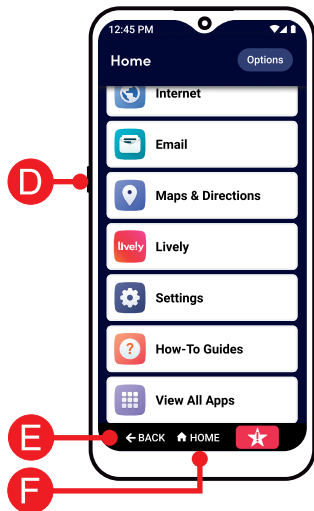 12:45 PM
Home
Options
Internet
Email
D
Maps & Directions
lively
Lively
Settings
?
How-To Guides
View All Apps
E
BACK
HOME
F